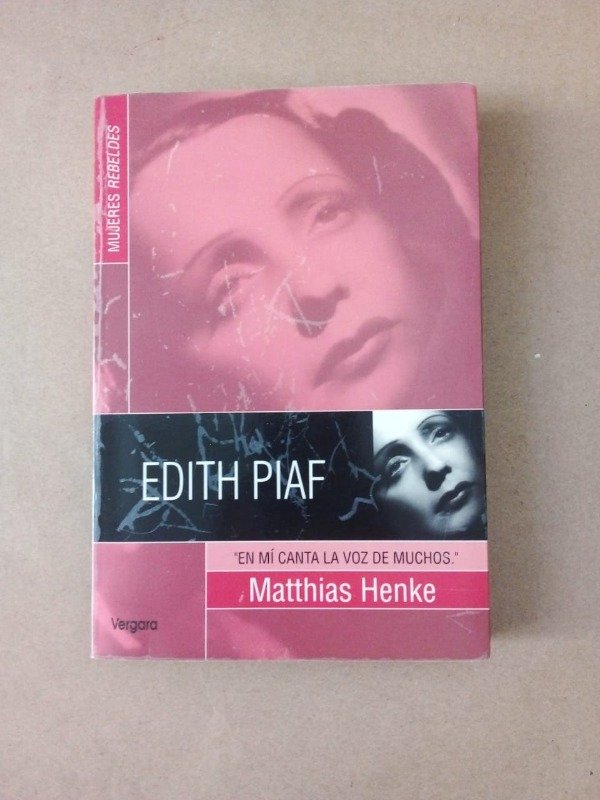 MUJERES REBELDES
EDITH PIAF
"EN MÍ CANTA LA VOZ DE MUCHOS."
Matthias Henke
Vergara